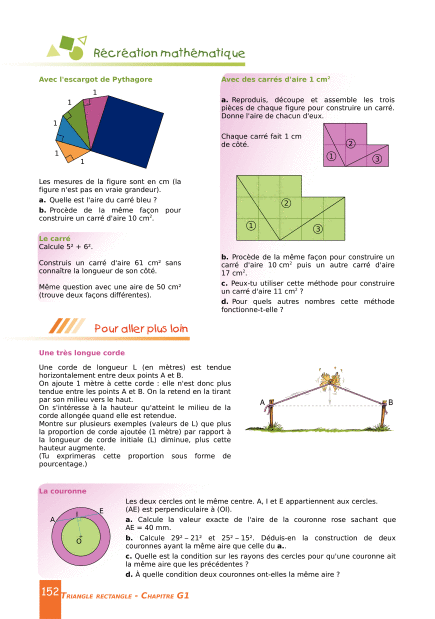 Récréation mathématique
Avec l'escargot de Pythagore
1
1
1
1
1
Les mesures de la figure sont en cm (la
figure n'est pas en vraie grandeur).
a. Quelle est l'aire du carré bleu ?
b. Procède de la même façon pour
construire un carré d'aire 10 cm².
Le carré
Calcule 5² + 6².
Construis un carré d'aire 61 cm² sans
connaître la longueur de son côté.
Même question avec une aire de 50 cm²
(trouve deux façons différentes).
Avec des carrés d'aire 1 cm²
a. Reproduis, découpe et assemble les trois
pièces de chaque figure pour construire un carré.
Donne l'aire de chacun d'eux.
Chaque carré fait 1 cm
de côté.
1
2
3
1
2
3
b. Procède de la même façon pour construire un
carré d'aire 10 cm² puis un autre carré d'aire
17 cm².
c. Peux-tu utiliser cette méthode pour construire
un carré d'aire 11 cm² ?
d. Pour quels autres nombres cette méthode
fonctionne-t-elle ?
Pour aller plus loin
Une très longue corde
Une corde de longueur L (en mètres) est tendue
horizontalement entre deux points A et B.
On ajoute 1 mètre à cette corde : elle n'est donc plus
tendue entre les points A et B. On la retend en la tirant
par son milieu vers le haut.
On s'intéresse à la hauteur qu'atteint le milieu de la
corde allongée quand elle est retendue.
Montre sur plusieurs exemples (valeurs de L) que plus
la proportion de corde ajoutée (1 mètre) par rapport à
la longueur de corde initiale (L) diminue, plus cette
hauteur augmente.
(Tu exprimeras cette proportion sous forme de
pourcentage.)
A
B
La couronne
A
I
E
O
Les deux cercles ont le même centre. A, I et E appartiennent aux cercles.
(AE) est perpendiculaire à (OI).
a. Calcule la valeur exacte de l'aire de la couronne rose sachant que
AE = 40 mm.
b. Calcule 29² – 21² et 25² – 15². Déduis-en la construction de deux
couronnes ayant la même aire que celle du a..
c. Quelle est la condition sur les rayons des cercles pour qu'une couronne ait
la même aire que les précédentes ?
d. À quelle condition deux couronnes ont-elles la même aire ?
152 TRIANGLE RECTANGLE - CHAPITRE G1